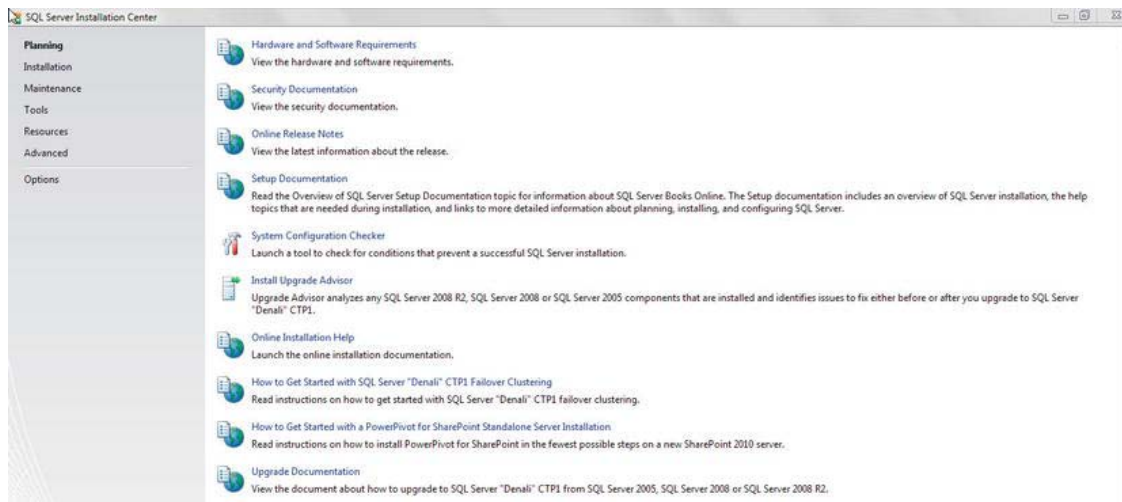 SQL Server Installation Center
Planning
Installation
Maintenance
Tools
Resources
Advanced
Options
Hardware and Software Requirements
View the hardware and software requirements.
Security Documentation
View the security documentation.
Online Release Notes
View the latest information about the release.
Setup Documentation
Read the Overview of SQL Server Setup Documentation topic for information about SQL Server Books Online. The Setup documentation includes an overview of SQL Server installation, the help
topics that are needed during installation, and links to more detailed information about planning, installing, and configuring SQL Server.
System Configuration Checker
Launch a tool to check for conditions that prevent a successful SQL Server installation.
Install Upgrade Advisor
Upgrade Advisor analyzes any SQL Server 2008 R2, SQL Server 2008 or SQL Server 2005 components that are installed and identifies issues to fix either before or after you upgrade to SQL Server
"Denali" CTP1.
Online Installation Help
Launch the online installation documentation.
How to Get Started with SQL Server "Denali" CTP1 Failover Clustering
Read instructions on how to get started with SQL Server "Denali" CTP1 failover clustering.
How to Get Started with a PowerPivot for SharePoint Standalone Server Installation
Read instructions on how to install PowerPivot for SharePoint in the fewest possible steps on a new SharePoint 2010 server.
Upgrade Documentation
View the document about how to upgrade to SQL Server "Denali" CTP1 from SQL Server 2005, SQL Server 2008 or SQL Server 2008 R2.